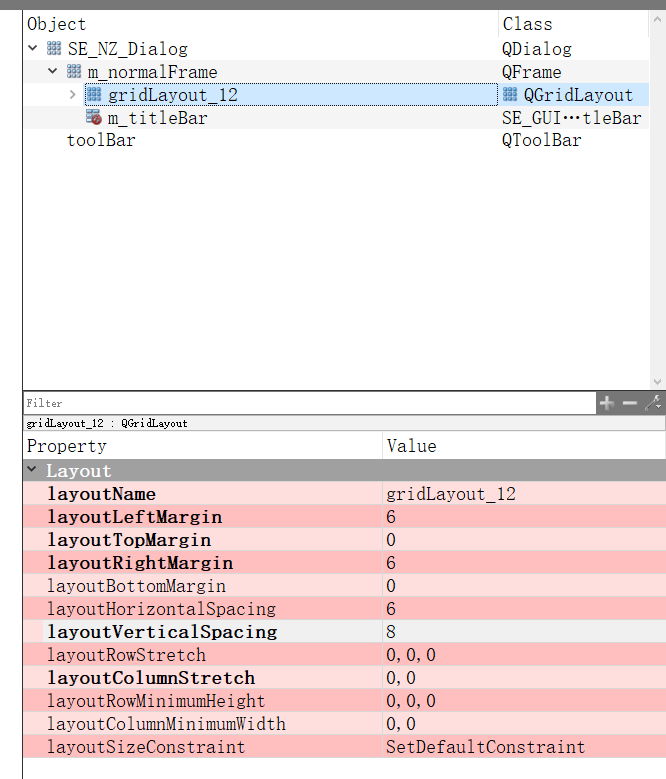 Object Class
SE_NZ_Dialog QDialog
m_normalFrame QFrame
gridLayout_12 QGridLayout
m_titleBar SE_GUI⋯tleBar
toolBar QToolBar
Filter
gridLayout_12 : QGridLayout
Property Value
Layout
layoutName gridLayout_12
layoutLeftMargin 6
layoutTopMargin 0
layoutRightMargin 6
layoutBottomMargin 0
layoutHorizontalSpacing 6
layoutVerticalSpacing 8
layoutRowStretch 0,0,0
layoutColumnStretch 0,0
layoutRowMinimumHeight 0,0,0
layoutColumnMinimumWidth 0,0
layoutSizeConstraint SetDefaultConstraint